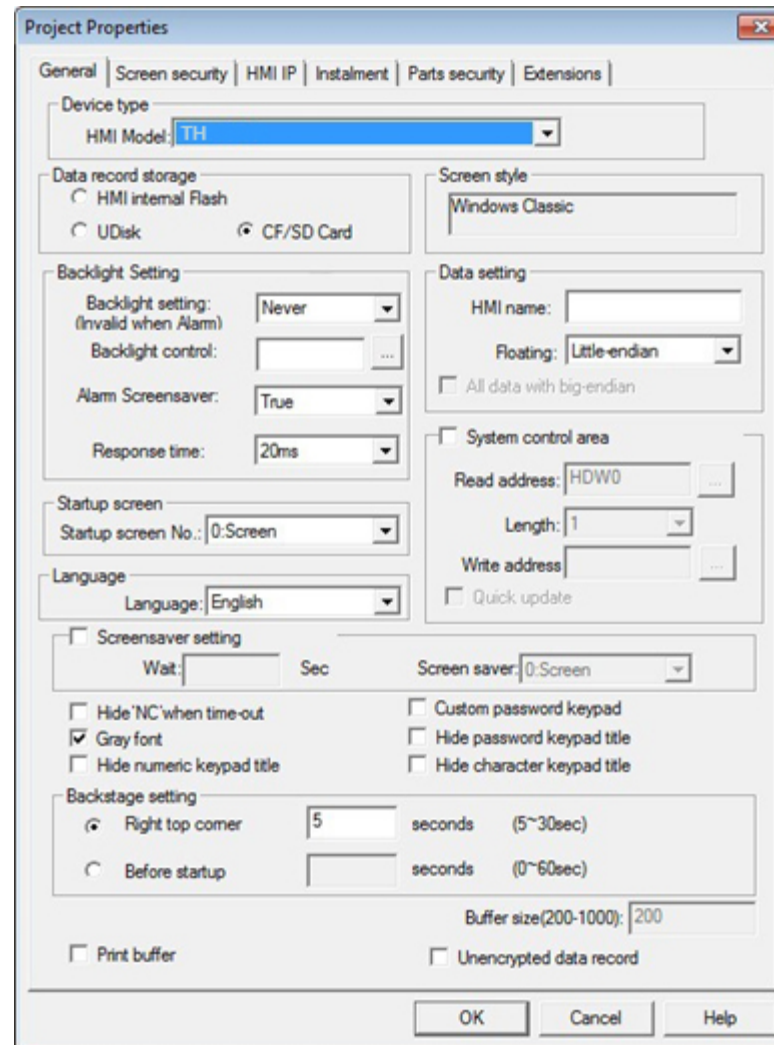 Project Properties
General Screen security HMI IP Instalment Parts security Extensions
Device type
HMI Model: TH
Data record storage
HMI internal Flash
UDisk CF/SD Card
Screen style
Windows Classic
Backlight Setting
Backlight setting: Never
(Invalid when Alarm)
Backlight control: ...
Alarm Screensaver: True
Response time: 20ms
Data setting
HMI name:
Floating: Little-endian
All data with big-endian
System control area
Read address: HDW0 ...
Length: 1
Write address ...
Quick update
Startup screen
Startup screen No.: 0:Screen
Language
Language: English
Screensaver setting
Wait: Sec Screen saver: 0:Screen
Hide'NC'when time-out Custom password keypad
Gray font Hide password keypad title
Hide numeric keypad title Hide character keypad title
Backstage setting
Right top corner 5 seconds (5~30sec)
Before startup seconds (0~60sec)
Buffer size(200-1000): 200
Print buffer Unencrypted data record
OK Cancel Help